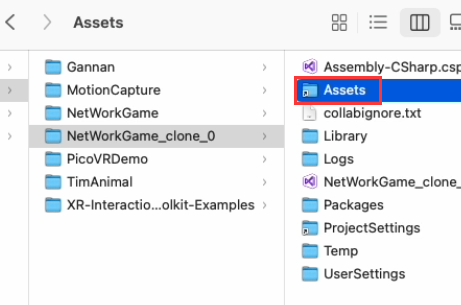 Assets
Gannan
MotionCapture
NetWorkGame
NetWorkGame_clone_0
PicoVRDemo
TimAnimal
XR-Interactio...olkit-Examples
Assembly-CSharp.csp
Assets
collabignore.txt
Library
Logs
NetWorkGame_clone_
Packages
ProjectSettings
Temp
UserSettings